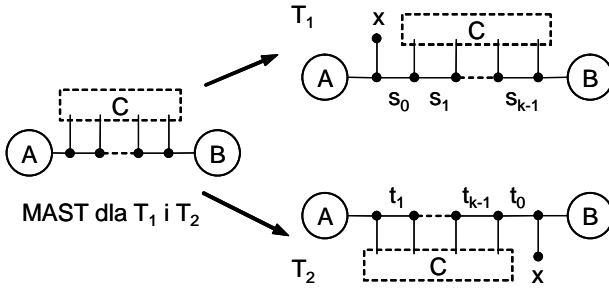 T₁
x
C
A
B
s₀ s₁ sₖ₋₁
C
A
B
MAST dla T₁ i T₂
A
t₁ tₖ₋₁ t₀
B
C
x
T₂